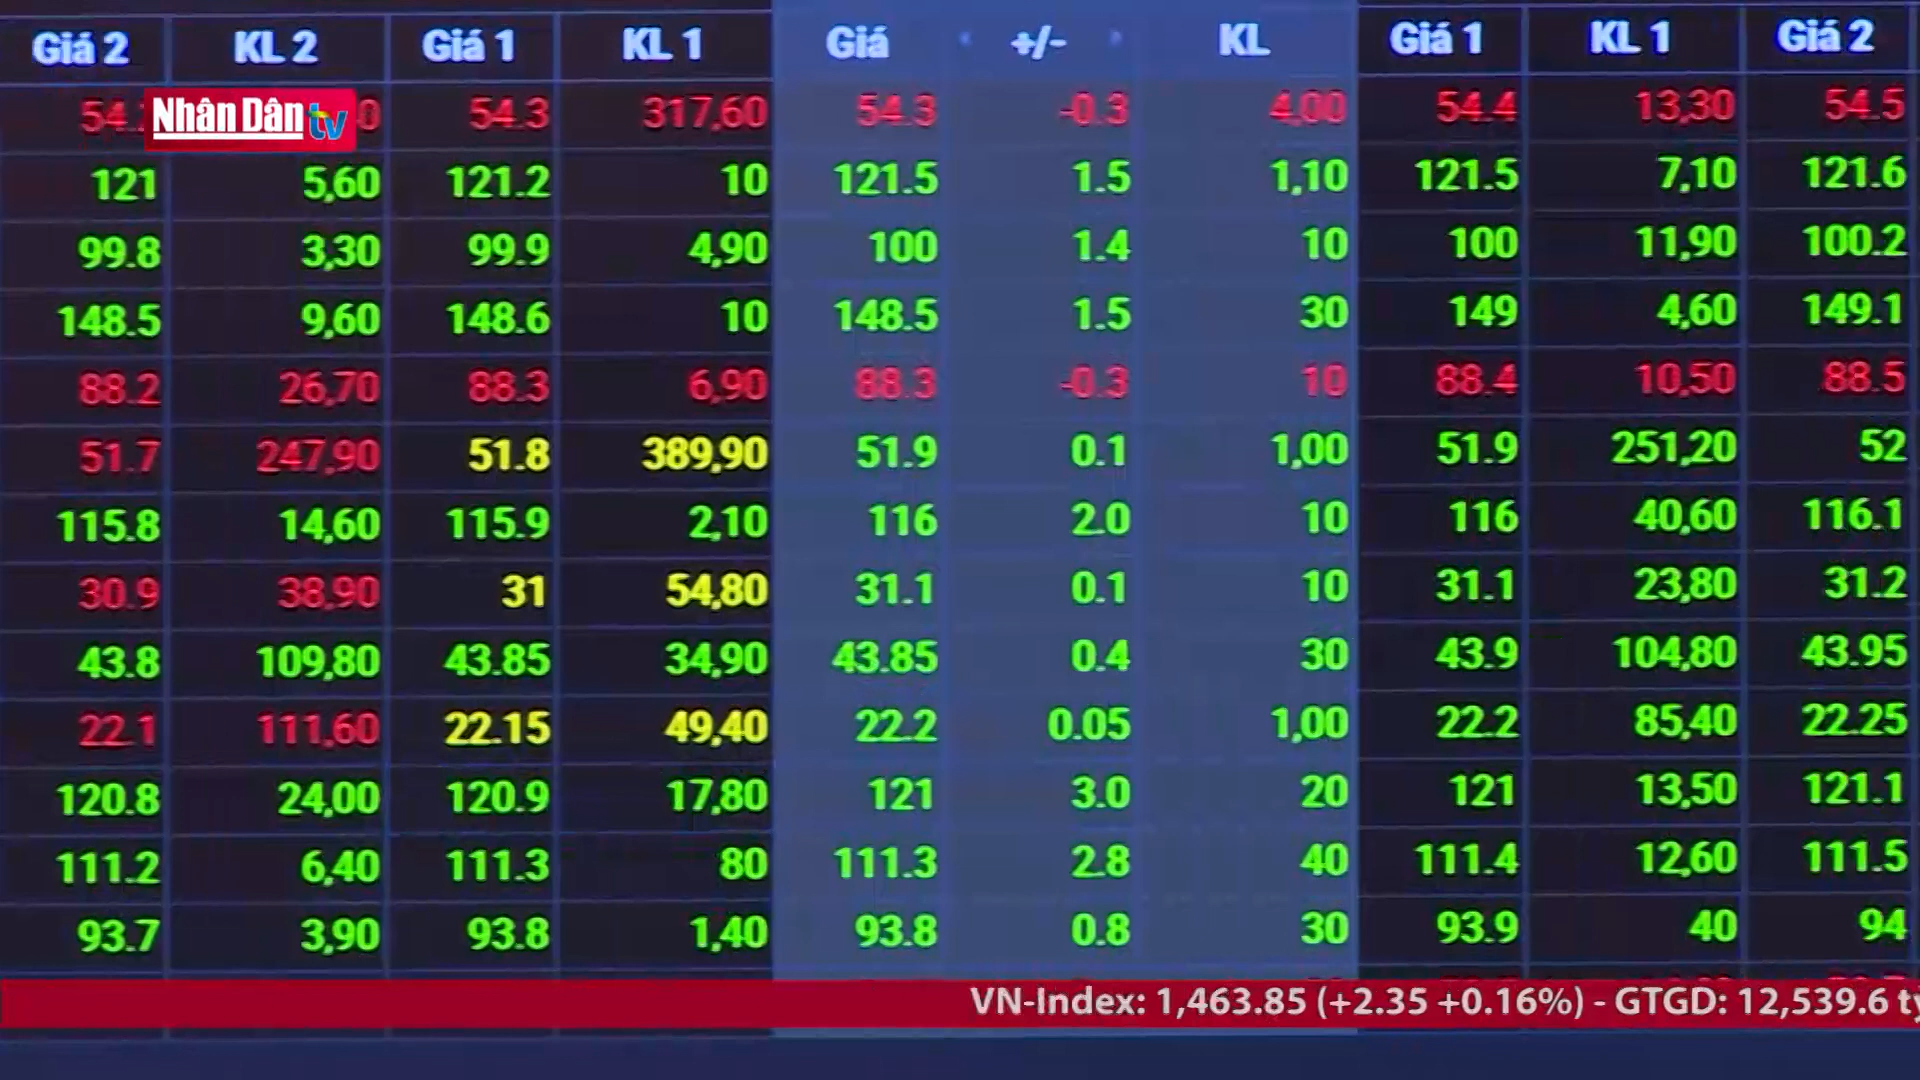 Giá 2 KL 2 Giá 1 KL 1 Giá +/- KL Giá 1 KL 1 Giá 2
Nhân Dân tv
54.3 317,60 54.3 -0.3 4,00 54.4 13,30 54.5
121 5,60 121.2 10 121.5 1.5 1,10 121.5 7,10 121.6
99.8 3,30 99.9 4,90 100 1.4 10 100 11,90 100.2
148.5 9,60 148.6 10 148.5 1.5 30 149 4,60 149.1
88.2 26,70 88.3 6,90 88.3 -0.3 10 88.4 10,50 88.5
51.7 247,90 51.8 389,90 51.9 0.1 1,00 51.9 251,20 52
115.8 14,60 115.9 2,10 116 2.0 10 116 40,60 116.1
30.9 38,90 31 54,80 31.1 0.1 10 31.1 23,80 31.2
43.8 109,80 43.85 34,90 43.85 0.4 30 43.9 104,80 43.95
22.1 111,60 22.15 49,40 22.2 0.05 1,00 22.2 85,40 22.25
120.8 24,00 120.9 17,80 121 3.0 20 121 13,50 121.1
111.2 6,40 111.3 80 111.3 2.8 40 111.4 12,60 111.5
93.7 3,90 93.8 1,40 93.8 0.8 30 93.9 40 94
VN-Index: 1,463.85 (+2.35 +0.16%) - GTGD: 12,539.6 tỷ